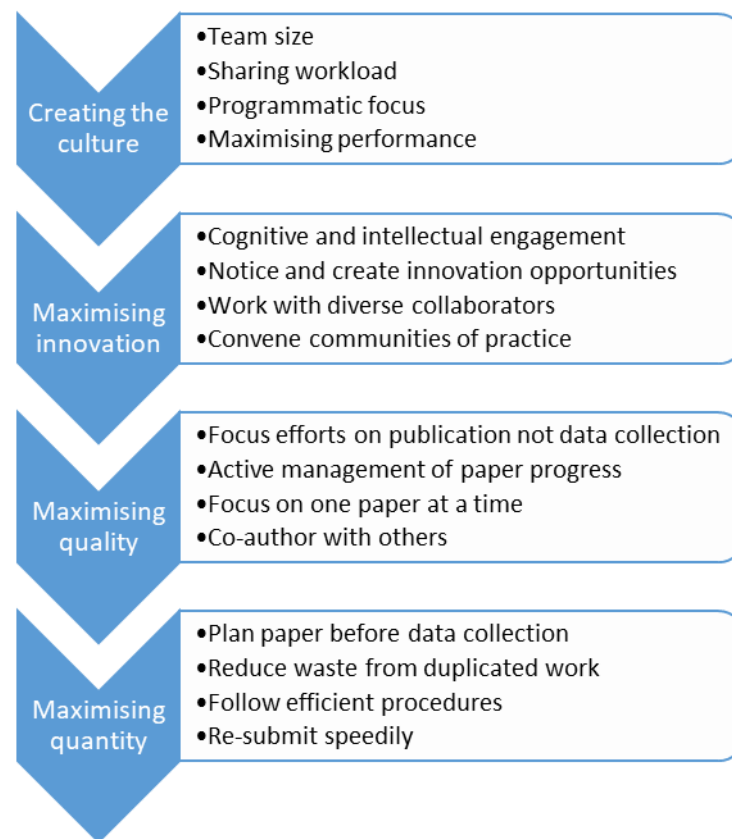 Creating the
culture
•Team size
•Sharing workload
•Programmatic focus
•Maximising performance
Maximising
innovation
•Cognitive and intellectual engagement
•Notice and create innovation opportunities
•Work with diverse collaborators
•Convene communities of practice
Maximising
quality
•Focus efforts on publication not data collection
•Active management of paper progress
•Focus on one paper at a time
•Co-author with others
Maximising
quantity
•Plan paper before data collection
•Reduce waste from duplicated work
•Follow efficient procedures
•Re-submit speedily